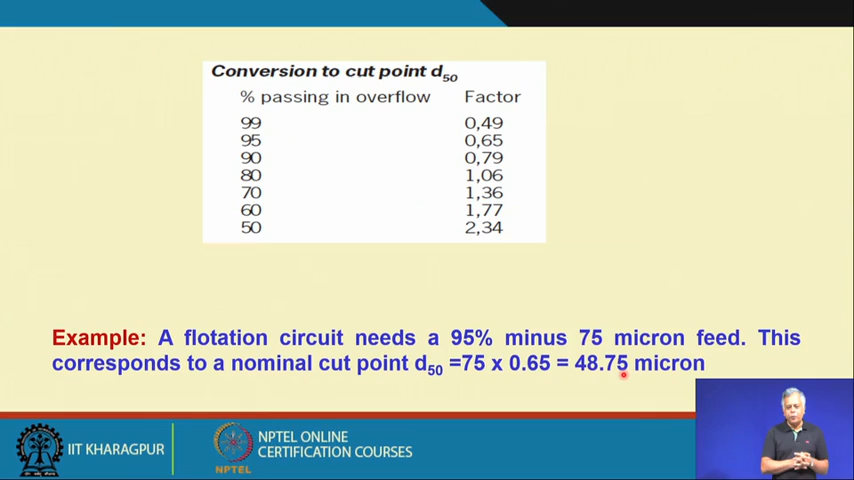 Conversion to cut point d50
% passing in overflow Factor
99 0,49
95 0,65
90 0,79
80 1,06
70 1,36
60 1,77
50 2,34
Example: A flotation circuit needs a 95% minus 75 micron feed. This
corresponds to a nominal cut point d50 =75 x 0.65 = 48.75 micron
IIT KHARAGPUR
NPTEL
NPTEL ONLINE
CERTIFICATION COURSES